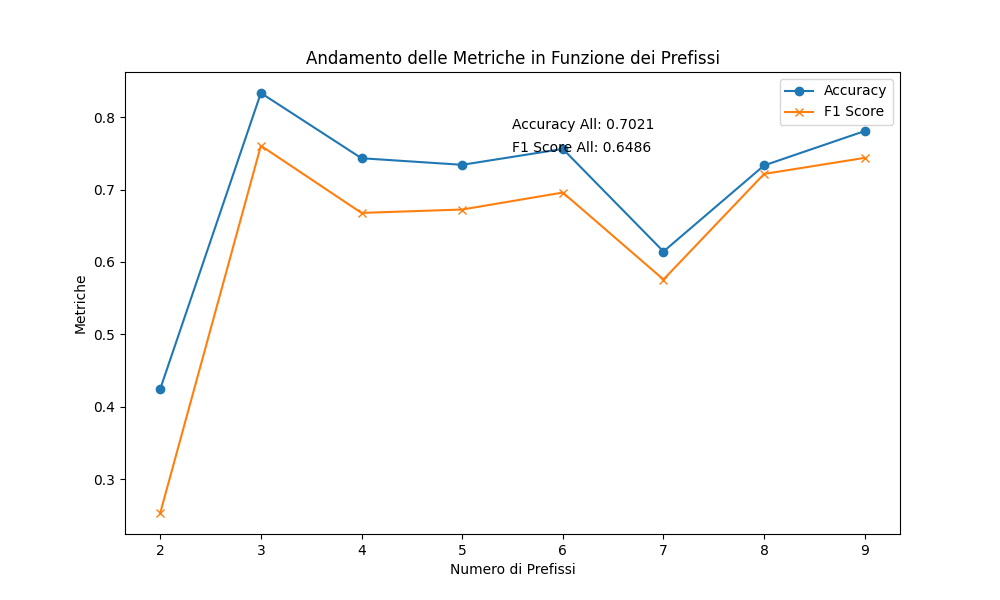 Andamento delle Metriche in Funzione dei Prefissi
Accuracy
F1 Score
Accuracy All: 0.7021
F1 Score All: 0.6486
Metriche
0.8
0.7
0.6
0.5
0.4
0.3
2 3 4 5 6 7 8 9
Numero di Prefissi